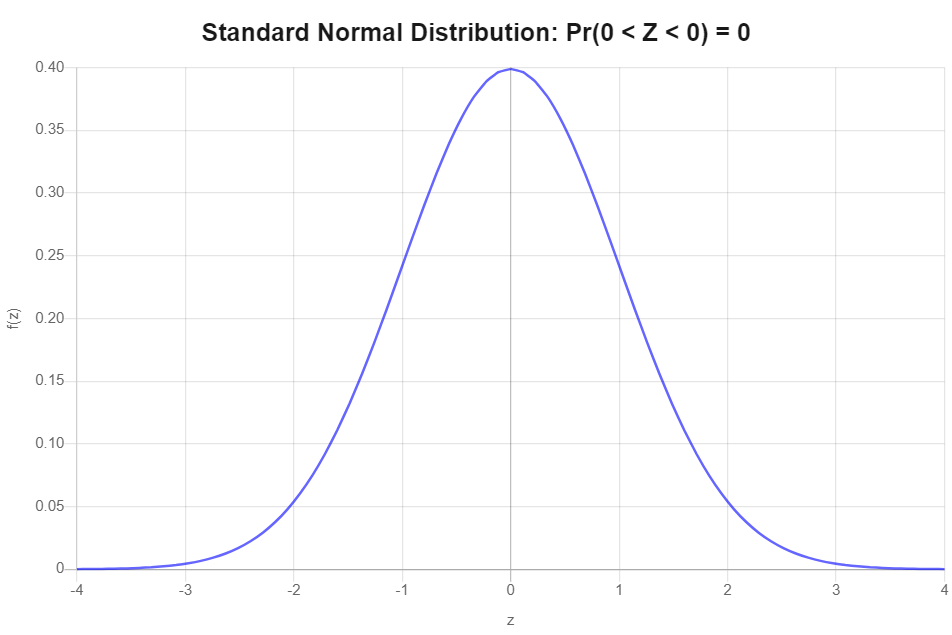 Standard Normal Distribution: Pr(0 < Z < 0) = 0
0.40
0.35
0.30
0.25
0.20
0.15
0.10
0.05
0
f(z)
-4 -3 -2 -1 0 1 2 3 4
z